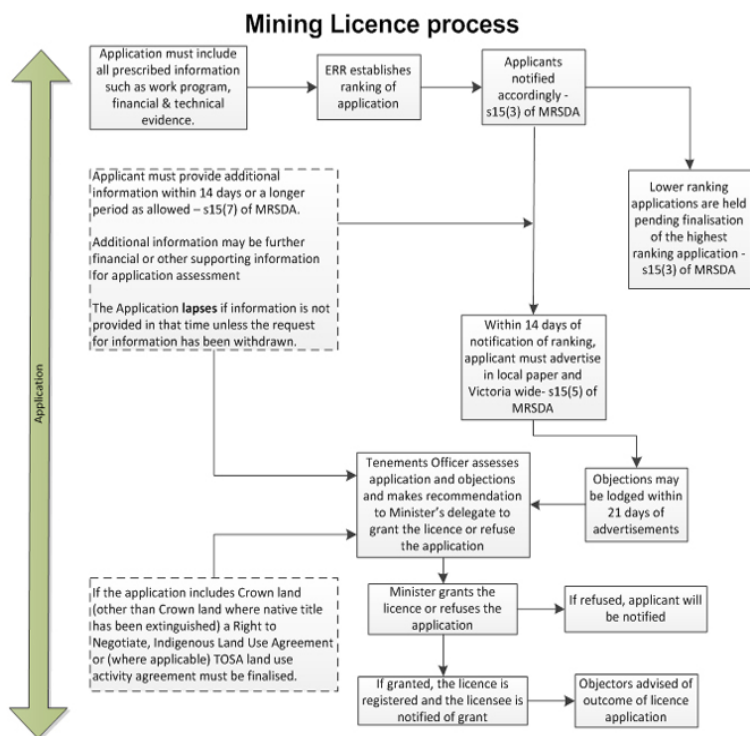 Mining Licence process
Application must include
all prescribed information
such as work program,
financial & technical
evidence.
ERR establishes
ranking of
application
Applicants
notified
accordingly -
s15(3) of MRSDA
Applicant must provide additional
information within 14 days or a longer
period as allowed – s15(7) of MRSDA.
Additional information may be further
financial or other supporting information
for application assessment
The Application lapses if information is not
provided in that time unless the request
for information has been withdrawn.
Lower ranking
applications are held
pending finalisation
of the highest
ranking application -
s15(3) of MRSDA
Within 14 days of
notification of ranking,
applicant must advertise
in local paper and
Victoria wide- s15(5) of
MRSDA
Application
Tenements Officer assesses
application and objections
and makes recommendation
to Minister's delegate to
grant the licence or refuse
the application
Objections may
be lodged within
21 days of
advertisements
If the application includes Crown land
(other than Crown land where native title
has been extinguished) a Right to
Negotiate, Indigenous Land Use Agreement
or (where applicable) TOSA land use
activity agreement must be finalised.
Minister grants the
licence or refuses the
application
If refused, applicant will
be notified
If granted, the licence is
registered and the licensee is
notified of grant
Objectors advised of
outcome of licence
application